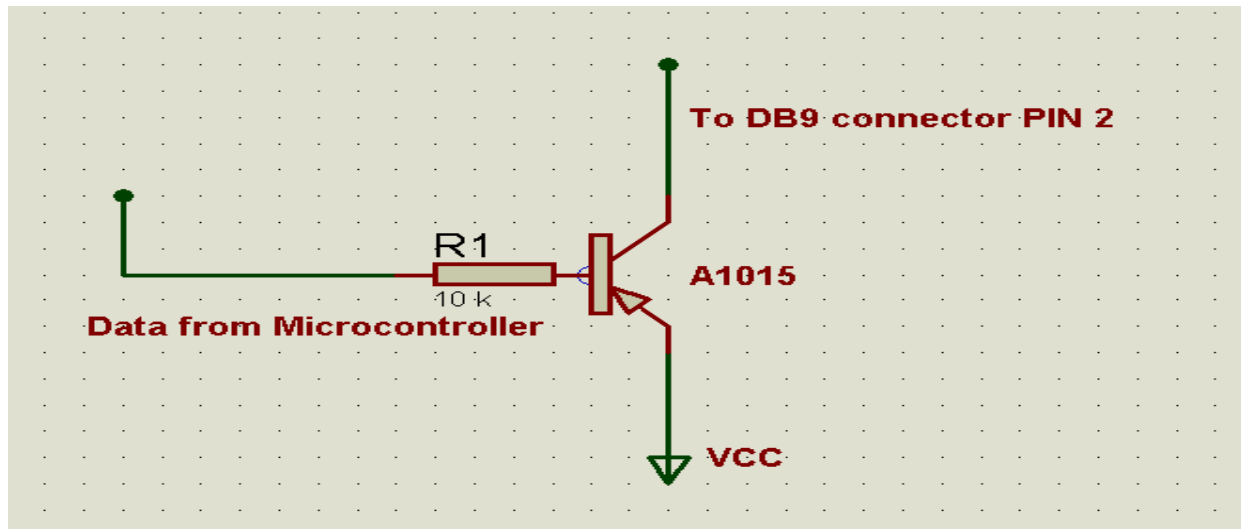 To DB9 connector PIN 2
R1
A1015
10 k
Data from Microcontroller
VCC